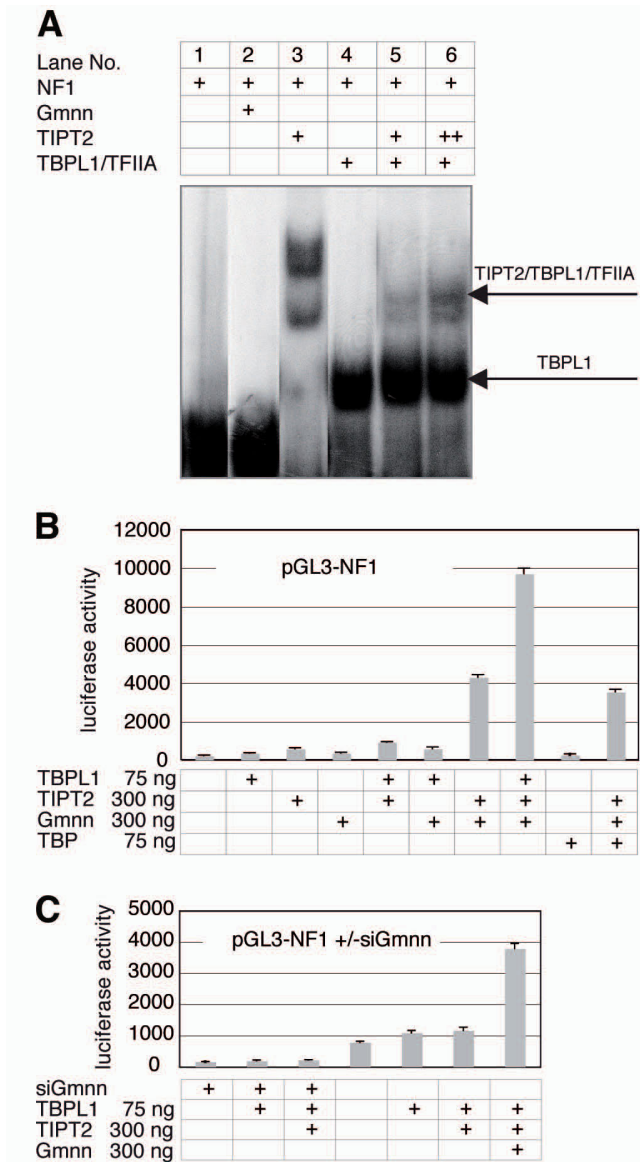 A
Lane No. 1 2 3 4 5 6
NF1 + + + + + +
Gmnn +
TIPT2 + + ++
TBPL1/TFIIA + + +
TIPT2/TBPL1/TFIIA
TBPL1
B
12000
10000
8000
6000
4000
2000
0
luciferase activity
pGL3-NF1
TBPL1 75 ng + + + +
TIPT2 300 ng + + + + +
Gmnn 300 ng + + + + +
TBP 75 ng + +
C
5000
4000
3000
2000
1000
0
luciferase activity
pGL3-NF1 +/-siGmnn
siGmnn + + +
TBPL1 75 ng + + + + +
TIPT2 300 ng + + +
Gmnn 300 ng +